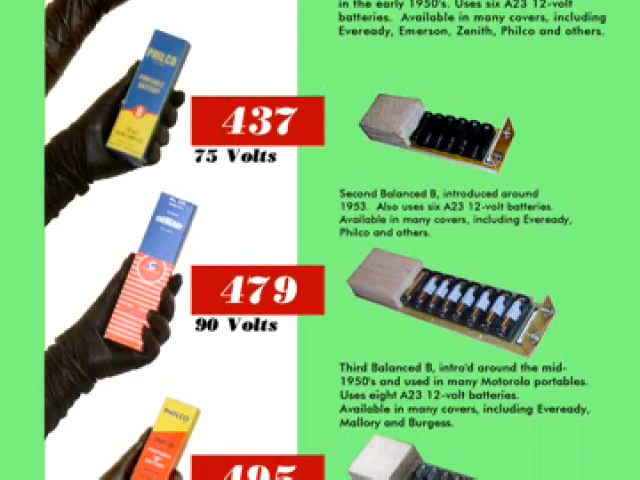 in the early 1950's. Uses six A23 12-volt
batteries. Available in many covers, including
Eveready, Emerson, Zenith, Philco and others.
PHILCO
437
75 Volts
Second Balanced B, introduced around
1953. Also uses six A23 12-volt batteries.
Available in many covers, including Eveready,
Philco and others.
EVEREADY
479
90 Volts
Third Balanced B, intro'd around the mid-
1950's and used in many Motorola portables.
Uses eight A23 12-volt batteries.
Available in many covers, including Eveready,
Mallory and Burgess.
PHILCO
495